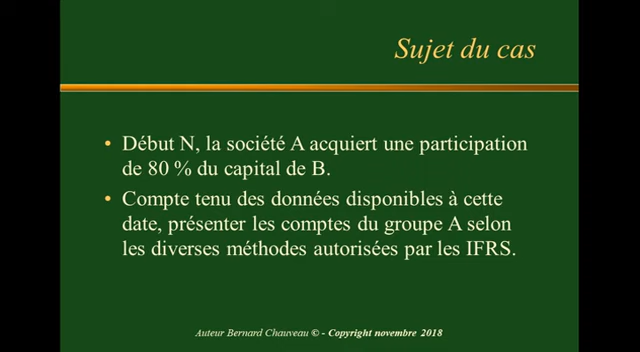 Sujet du cas
• Début N, la société A acquiert une participation
de 80 % du capital de B.
• Compte tenu des données disponibles à cette
date, présenter les comptes du groupe A selon
les diverses méthodes autorisées par les IFRS.
Auteur Bernard Chauveau © - Copyright novembre 2018